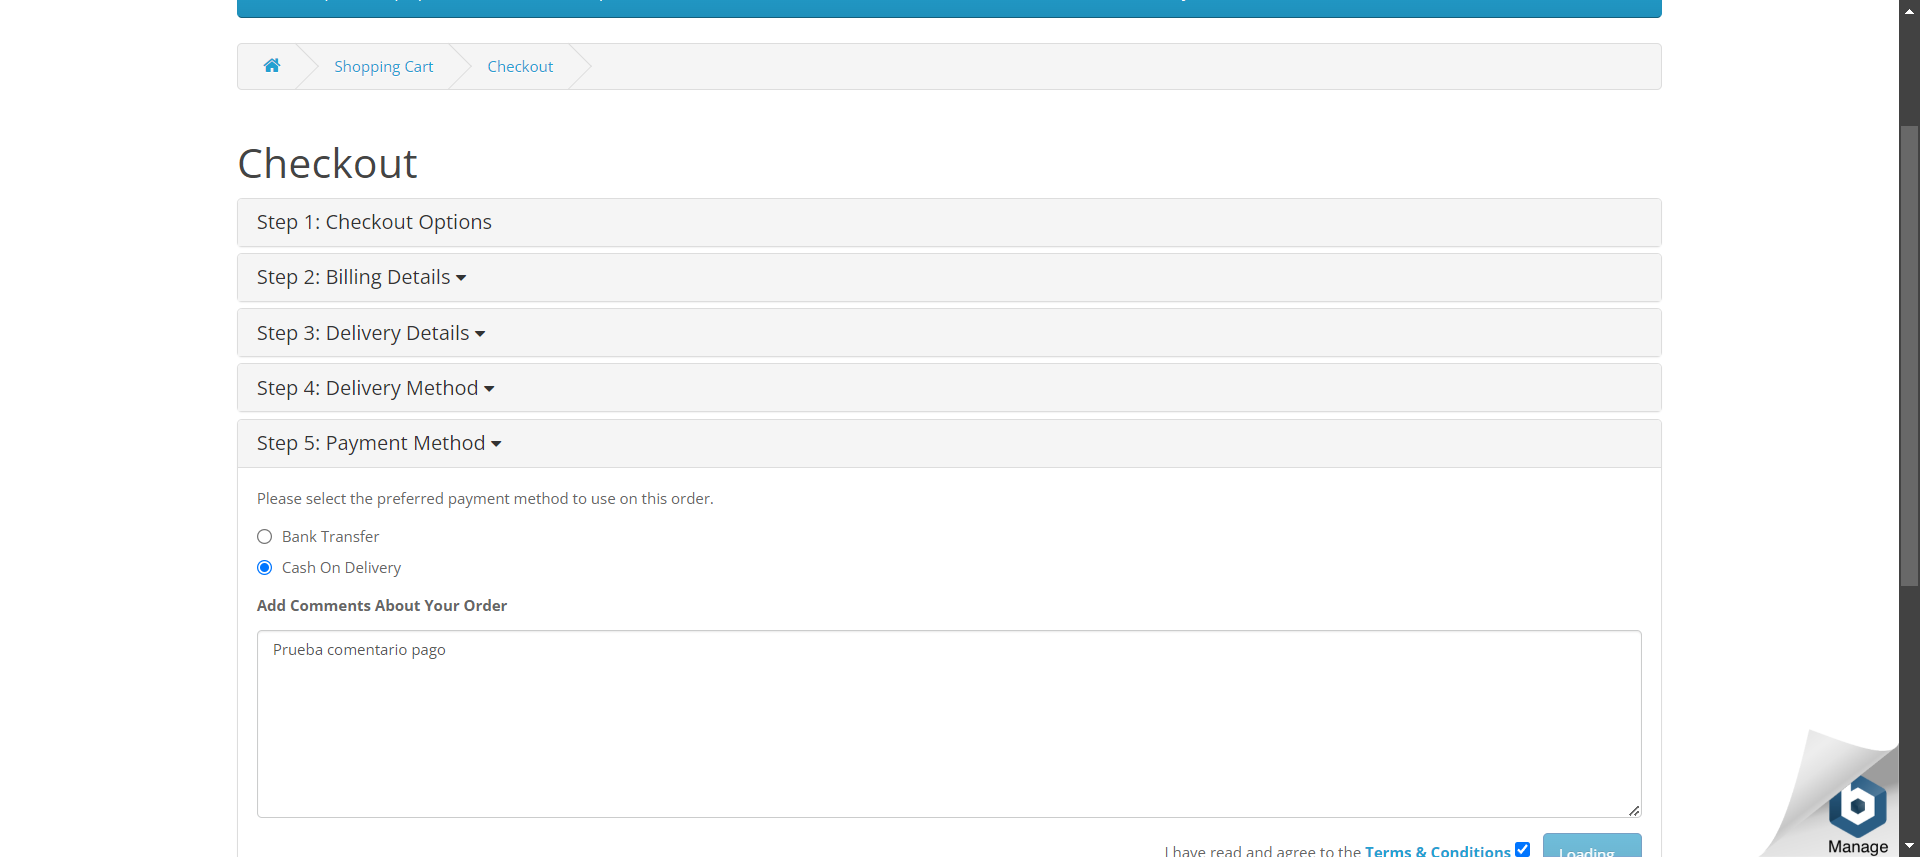 Shopping Cart
Checkout
Checkout
Step 1: Checkout Options
Step 2: Billing Details
Step 3: Delivery Details
Step 4: Delivery Method
Step 5: Payment Method
Please select the preferred payment method to use on this order.
Bank Transfer
Cash On Delivery
Add Comments About Your Order
Prueba comentario pago
I have read and agree to the Terms & Conditions
Loading...
Manage